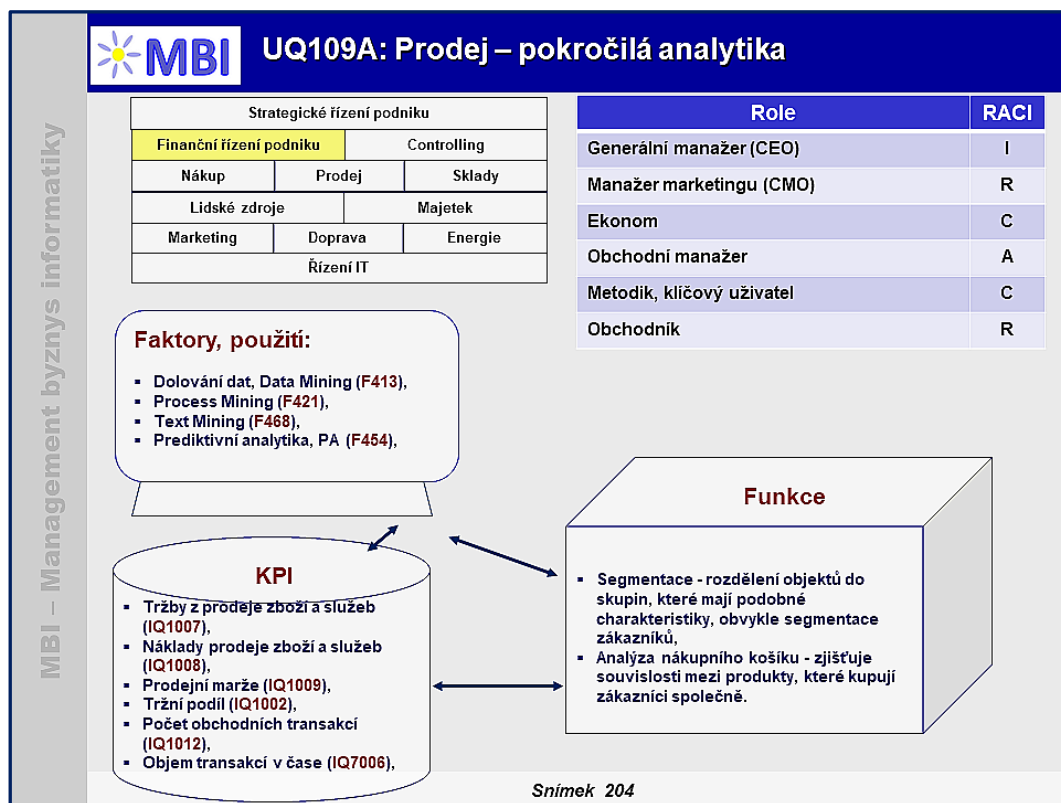 MBI
UQ109A: Prodej – pokročilá analytika
MBI – Management byznys informatiky
Strategické řízení podniku
Finanční řízení podniku
Controlling
Nákup
Prodej
Sklady
Lidské zdroje
Majetek
Marketing
Doprava
Energie
Řízení IT
Role RACI
Generální manažer (CEO) I
Manažer marketingu (CMO) R
Ekonom C
Obchodní manažer A
Metodik, klíčový uživatel C
Obchodník R
Faktory, použití:
▪ Dolování dat, Data Mining (F413),
▪ Process Mining (F421),
▪ Text Mining (F468),
▪ Prediktivní analytika, PA (F454),
KPI
▪ Tržby z prodeje zboží a služeb
(IQ1007),
▪ Náklady prodeje zboží a služeb
(IQ1008),
▪ Prodejní marže (IQ1009),
▪ Tržní podíl (IQ1002),
▪ Počet obchodních transakcí
(IQ1012),
▪ Objem transakcí v čase (IQ7006),
Funkce
▪ Segmentace - rozdělení objektů do
skupin, které mají podobné
charakteristiky, obvykle segmentace
zákazníků,
▪ Analýza nákupního košíku - zjišťuje
souvislosti mezi produkty, které kupují
zákazníci společně.
Snímek 204